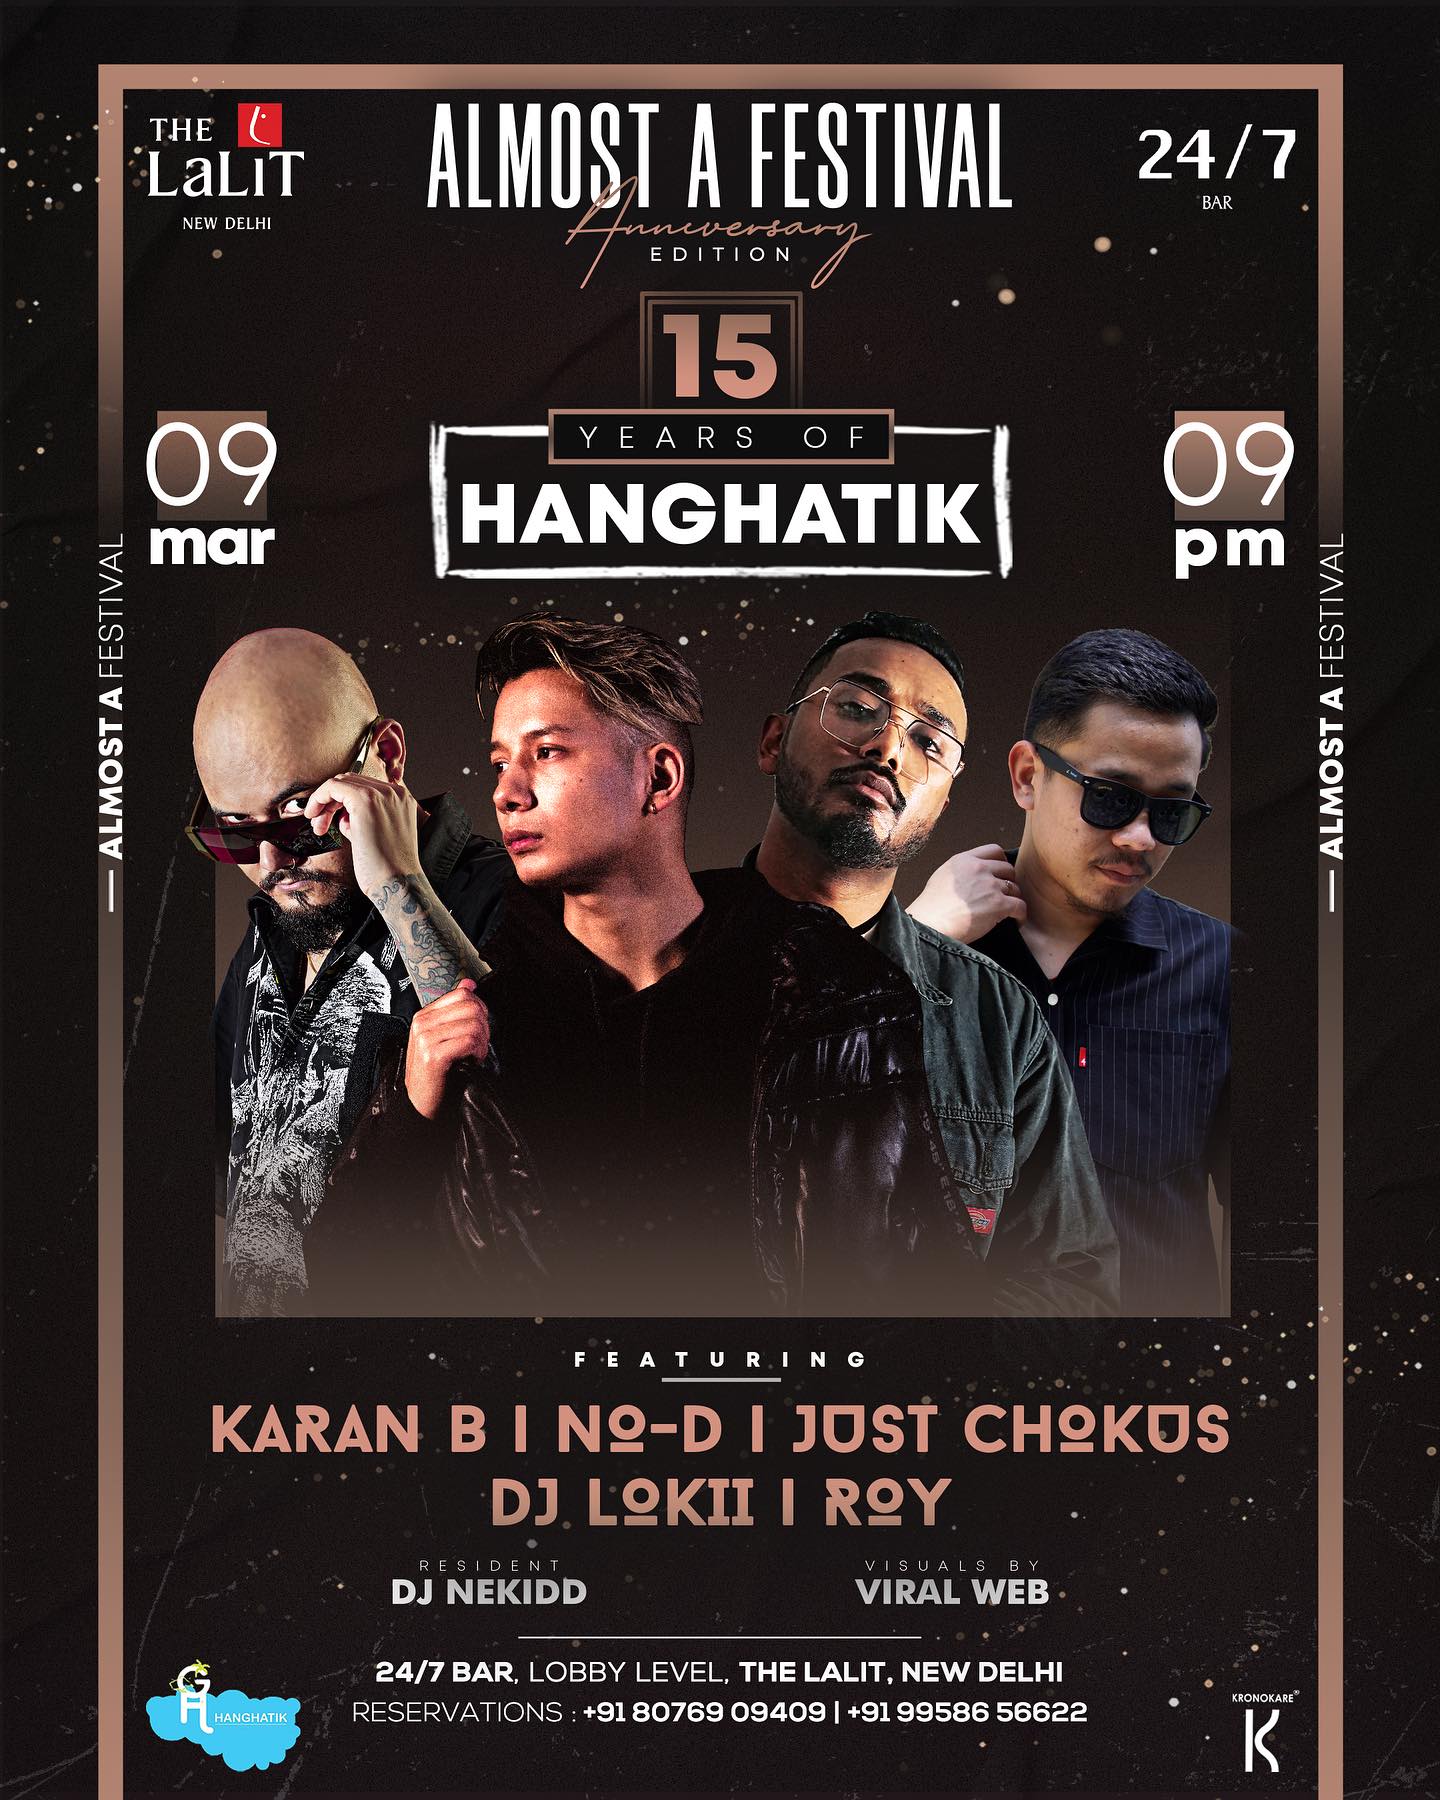 THE
LaLiT
NEW DELHI
ALMOST A FESTIVAL
Anniversary
EDITION
24/7
BAR
15
YEARS OF
HANGHATIK
09
mar
09
pm
ALMOST A FESTIVAL
ALMOST A FESTIVAL
FEATURING
KARAN B | NO-D | JUST CHOKUS
DJ LOKII | ROY
RESIDENT
DJ NEKIDD
VISUALS BY
VIRAL WEB
24/7 BAR, LOBBY LEVEL, THE LALIT, NEW DELHI
RESERVATIONS : +91 80769 09409 | +91 99586 56622
GH
HANGHATIK
KRONOKARE®
K